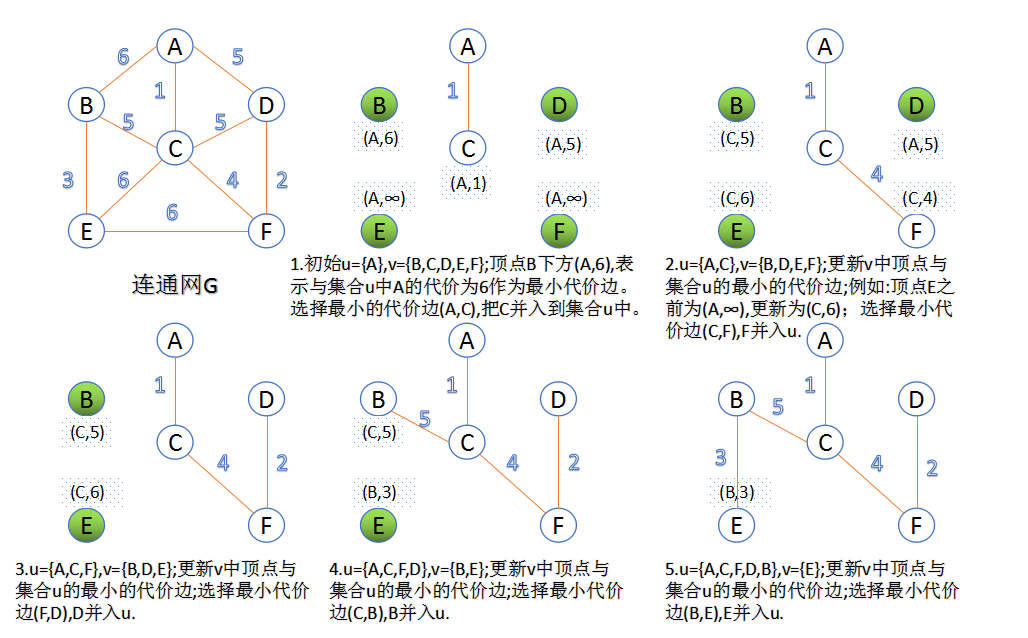 A
6
5
1
B
D
5
5
C
3
6
4
2
6
E
F
连通网G
A
1
B
D
(A,6)
(A,5)
C
(A,1)
(A,∞)
(A,∞)
E
F
1.初始u={A},v={B,C,D,E,F};顶点B下方(A,6),表
示与集合u中A的代价为6作为最小代价边。
选择最小的代价边(A,C),把C并入到集合u中。
A
1
B
D
(C,5)
(A,5)
C
4
(C,6)
(C,4)
E
F
2.u={A,C},v={B,D,E,F};更新v中顶点与
集合u的最小的代价边;例如:顶点E之
前为(A,∞),更新为(C,6)；选择最小代
价边(C,F),F并入u.
A
1
B
D
(C,5)
C
4
2
(C,6)
E
F
3.u={A,C,F},v={B,D,E};更新v中顶点与
集合u的最小的代价边;选择最小代价
边(F,D),D并入u.
A
1
B
D
5
(C,5)
C
4
2
(B,3)
E
F
4.u={A,C,F,D},v={B,E};更新v中顶点与
集合u的最小的代价边;选择最小代价边
(C,B),B并入u.
A
1
B
D
5
C
3
4
2
(B,3)
E
F
5.u={A,C,F,D,B},v={E};更新v中顶点与
集合u的最小的代价边;选择最小代价边
(B,E),E并入u.